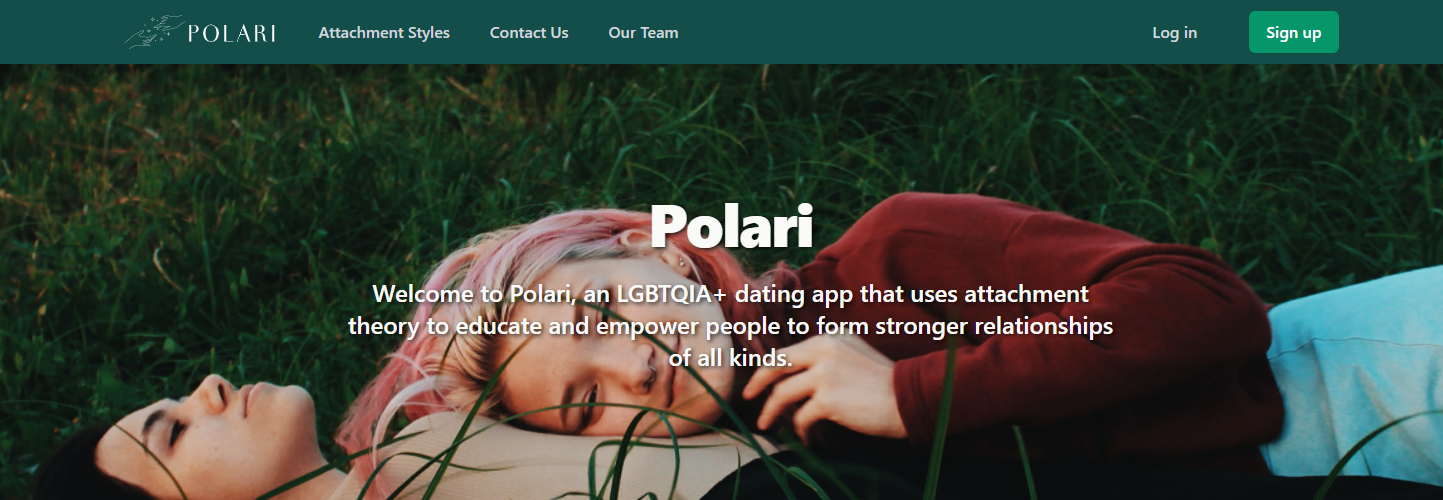 POLARI
Attachment Styles
Contact Us
Our Team
Log in
Sign up
Polari
Welcome to Polari, an LGBTQIA+ dating app that uses attachment
theory to educate and empower people to form stronger relationships
of all kinds.